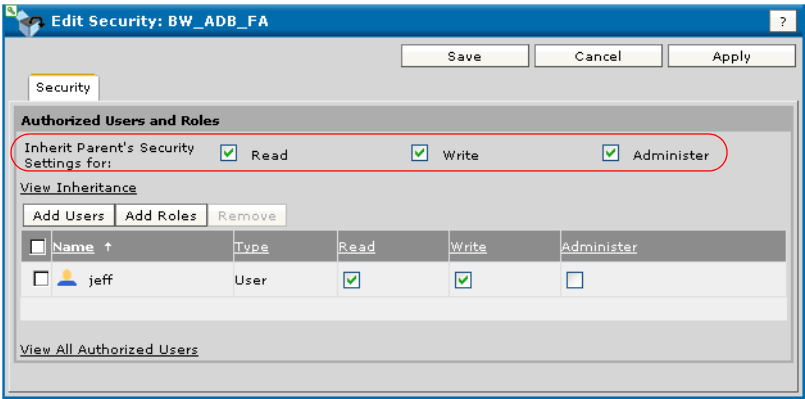 Edit Security: BW_ADB_FA ?
Save Cancel Apply
Security
Authorized Users and Roles
Inherit Parent's Security
Settings for:
Read Write Administer
View Inheritance
Add Users Add Roles Remove
Name ↑ Type Read Write Administer
jeff User
View All Authorized Users